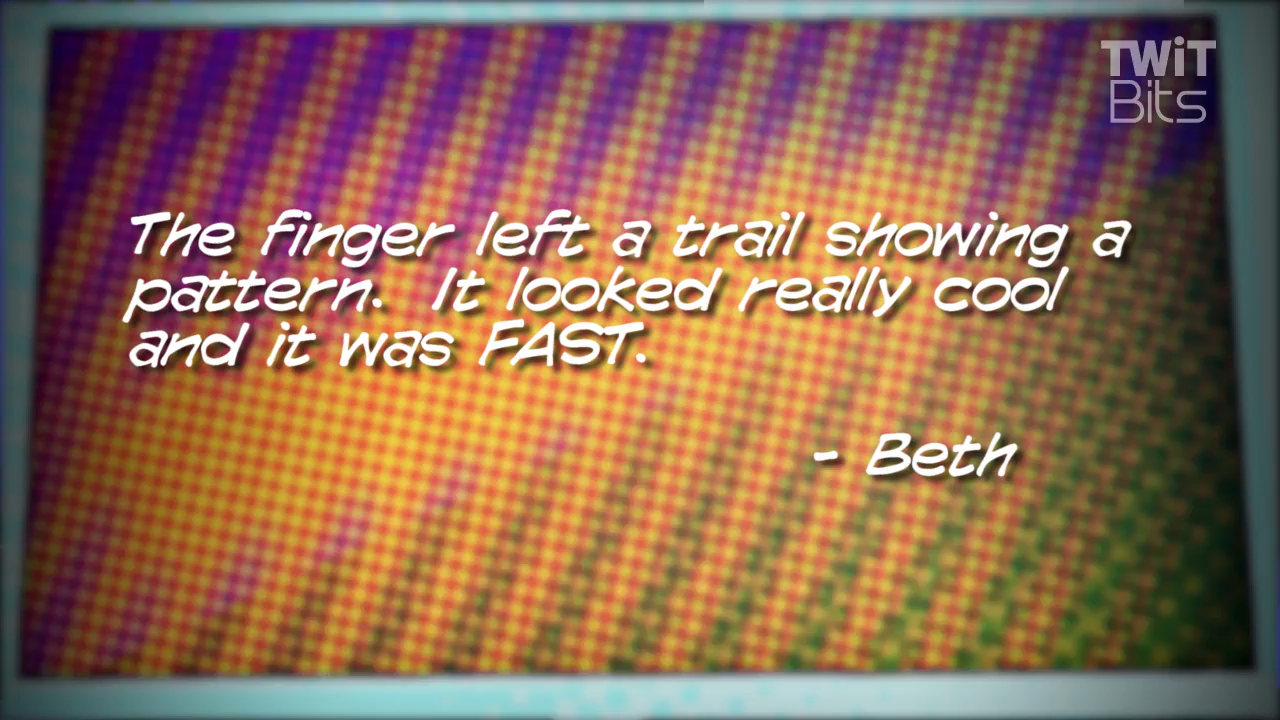 TWiT
Bits
The finger left a trail showing a
pattern.  It looked really cool
and it was FAST.
- Beth